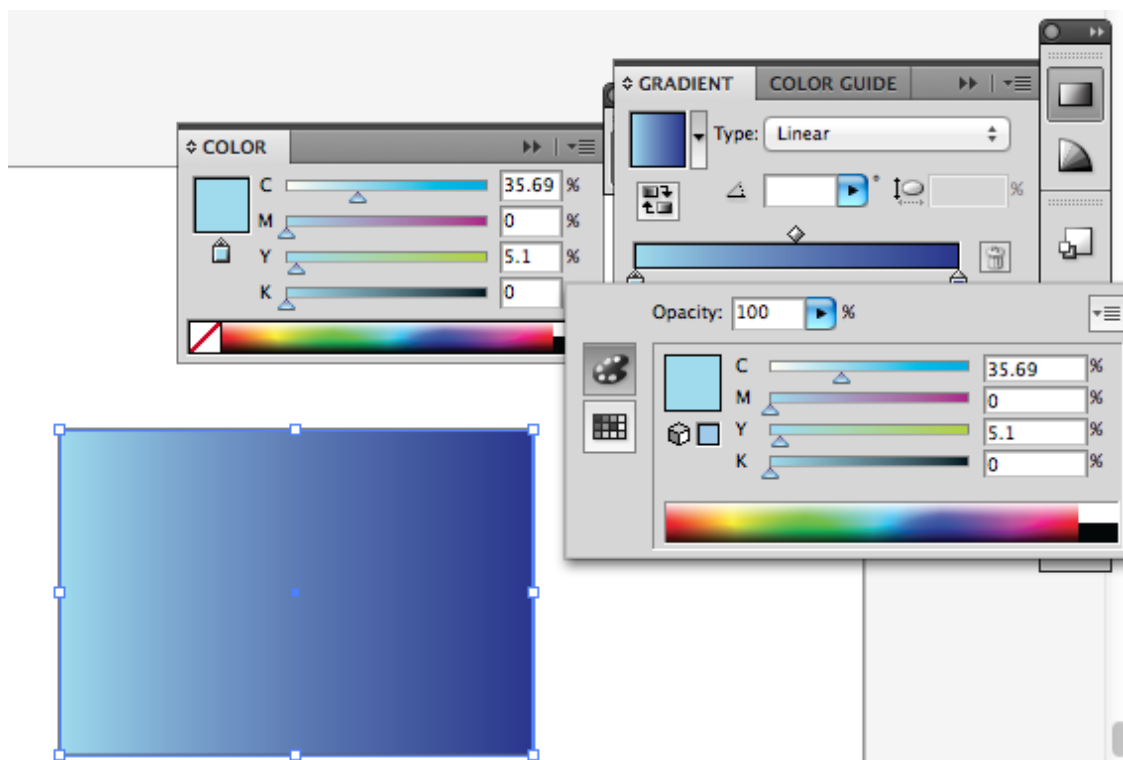 GRADIENT COLOR GUIDE
Type: Linear
° %
COLOR
C 35.69 %
M 0 %
Y 5.1 %
K 0
Opacity: 100 %
C 35.69 %
M 0 %
Y 5.1 %
K 0 %